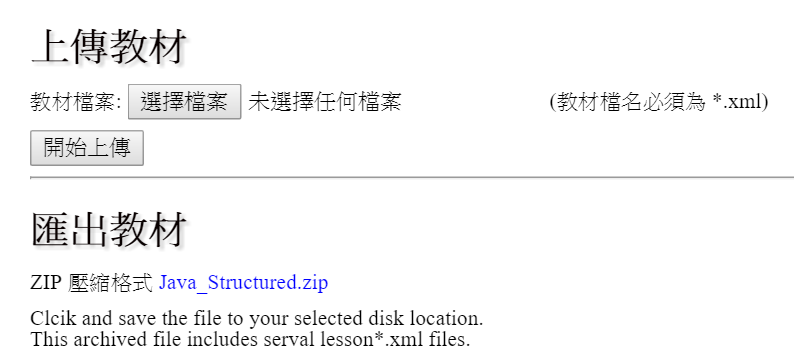 上傳教材
教材檔案: 選擇檔案 未選擇任何檔案 (教材檔名必須為 *.xml)
開始上傳
匯出教材
ZIP 壓縮格式 Java_Structured.zip
Clcik and save the file to your selected disk location.
This archived file includes serval lesson*.xml files.